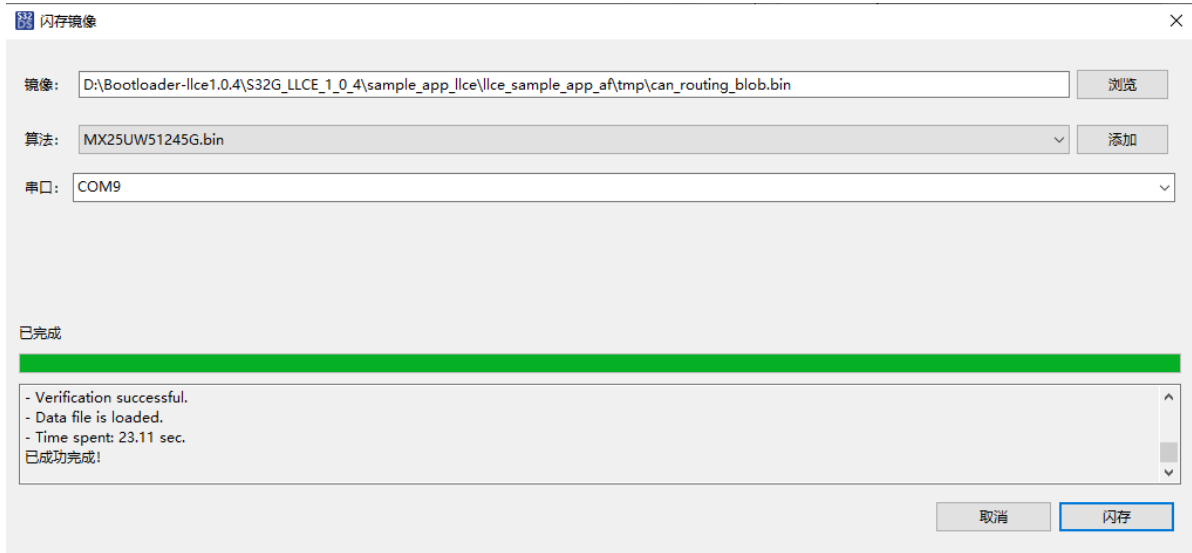 S32 DS 闪存镜像
镜像: D:\Bootloader-llce1.0.4\S32G_LLCE_1_0_4\sample_app_llce\llce_sample_app_af\tmp\can_routing_blob.bin 浏览
算法: MX25UW51245G.bin 添加
串口: COM9
已完成
- Verification successful.
- Data file is loaded.
- Time spent: 23.11 sec.
已成功完成!
取消 闪存